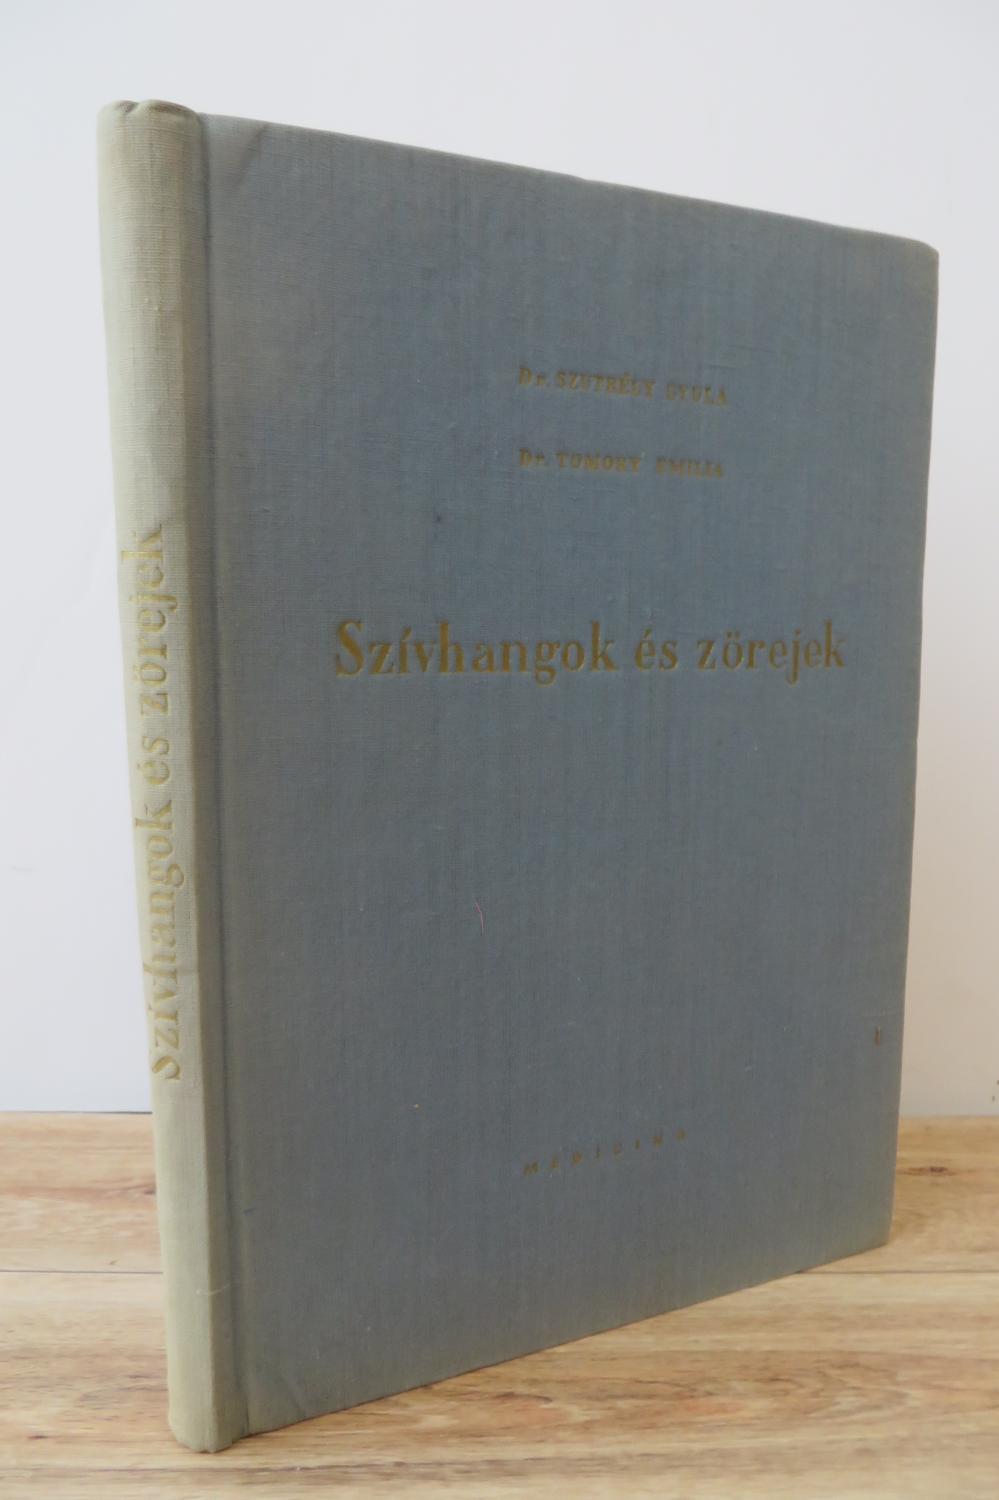 Dr. SZUTRÉLY GYULA
Dr. TOMORY EMILIA
Szívhangok és zörejek
MEDICINA
Szívhangok és zörejek